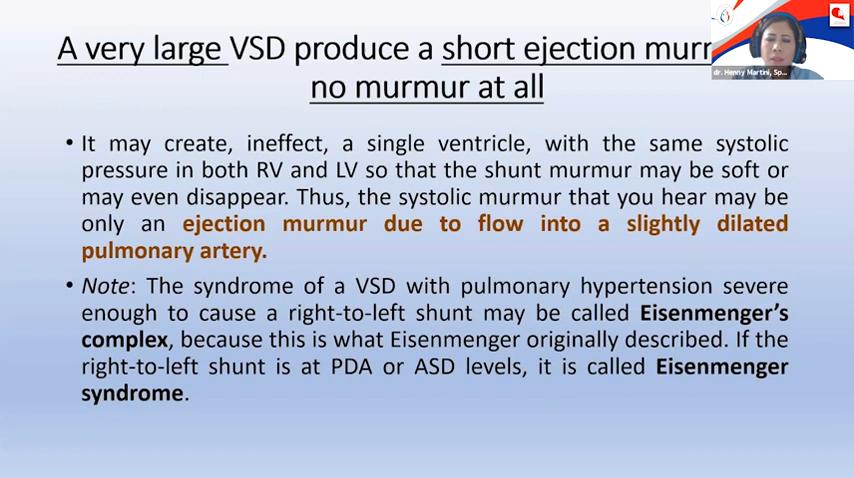 A very large VSD produce a short ejection
no murmur at all
dr. Henny Martini, Sp...
• It may create, ineffect, a single ventricle, with the same systolic
pressure in both RV and LV so that the shunt murmur may be soft or
may even disappear. Thus, the systolic murmur that you hear may be
only an ejection murmur due to flow into a slightly dilated
pulmonary artery.
• Note: The syndrome of a VSD with pulmonary hypertension severe
enough to cause a right-to-left shunt may be called Eisenmenger’s
complex, because this is what Eisenmenger originally described. If the
right-to-left shunt is at PDA or ASD levels, it is called Eisenmenger
syndrome.